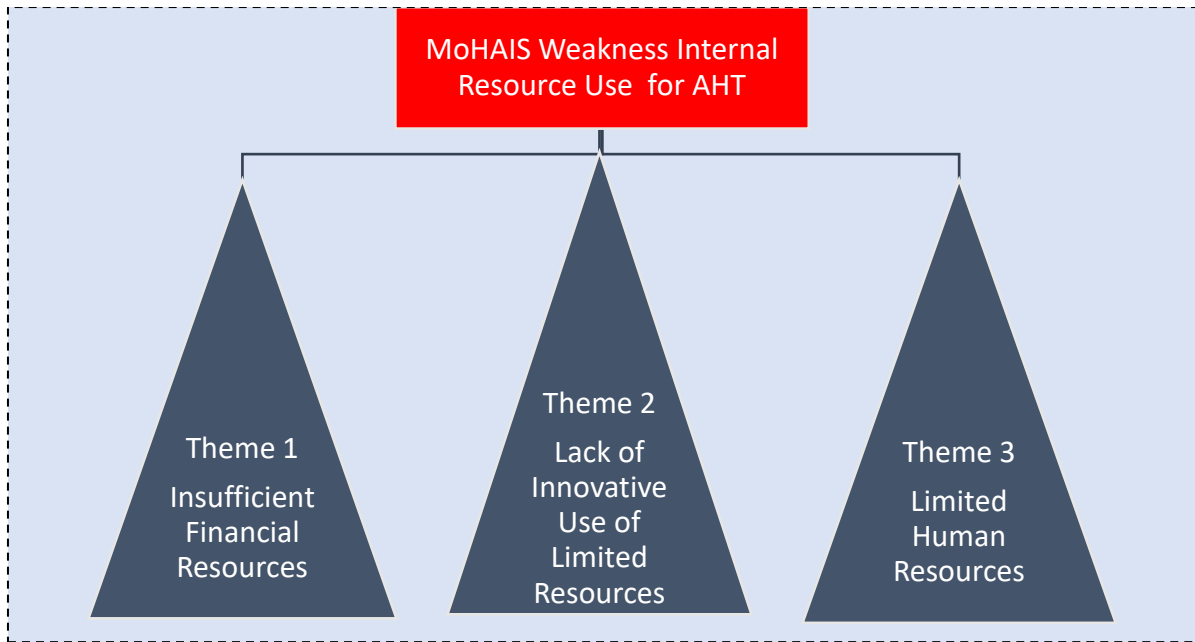 MoHAIS Weakness Internal
Resource Use for AHT
Theme 1
Insufficient
Financial
Resources
Theme 2
Lack of
Innovative
Use of
Limited
Resources
Theme 3
Limited
Human
Resources